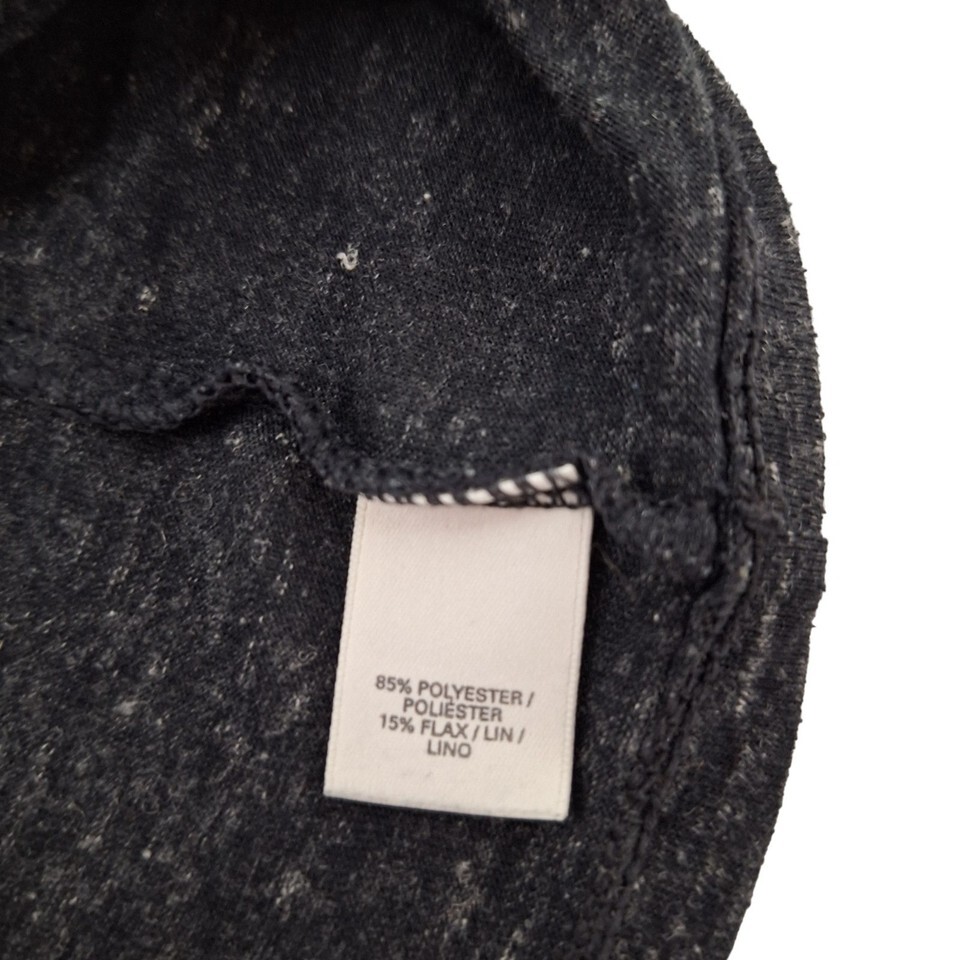 85% POLYESTER /
POLIÉSTER
15% FLAX / LIN /
LINO